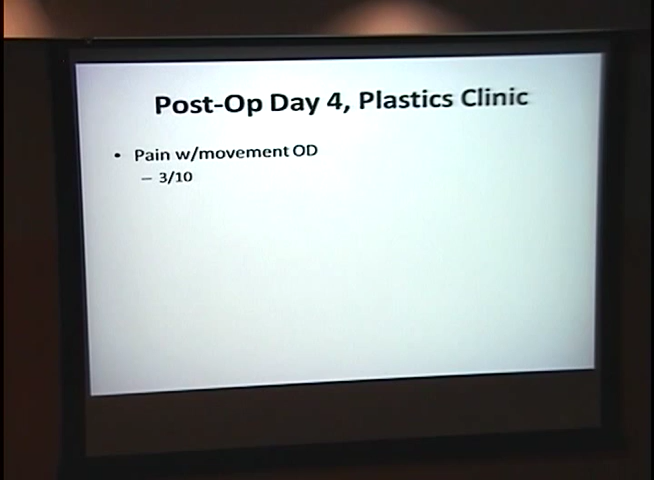 Post-Op Day 4, Plastics Clinic
• Pain w/movement OD
– 3/10